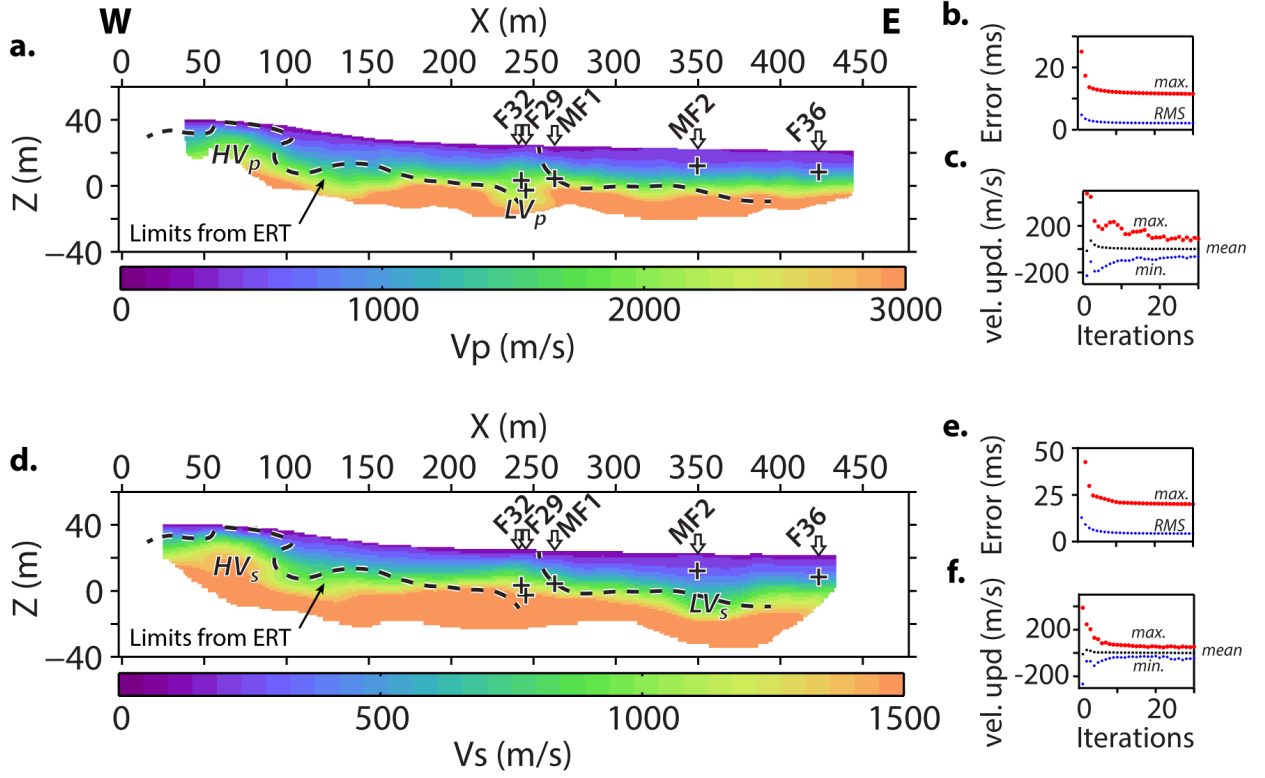 W
X (m)
E
a.
0 50 100 150 200 250 300 350 400 450
F32
F29
MF1
MF2
F36
40
0
−40
Z (m)
HVp
LVp
Limits from ERT
0 1000 2000 3000
Vp (m/s)
b.
Error (ms)
20
0
max.
RMS
c.
vel. upd. (m/s)
200
-200
max.
mean
min.
0 20
Iterations
X (m)
d.
0 50 100 150 200 250 300 350 400 450
F32
F29
MF1
MF2
F36
40
0
−40
Z (m)
HVs
LVs
Limits from ERT
0 500 1000 1500
Vs (m/s)
e.
Error (ms)
50
25
0
max.
RMS
f.
vel. upd (m/s)
200
-200
max.
mean
min.
0 20
Iterations